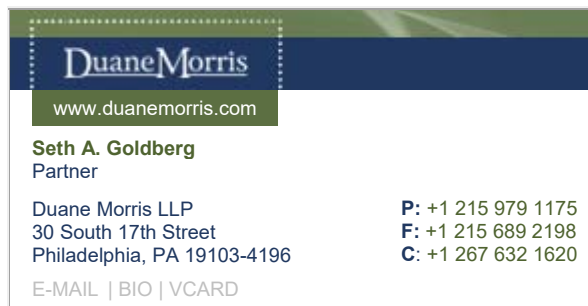 DuaneMorris
www.duanemorris.com
Seth A. Goldberg
Partner
Duane Morris LLP
30 South 17th Street
Philadelphia, PA 19103-4196
P: +1 215 979 1175
F: +1 215 689 2198
C: +1 267 632 1620
E-MAIL | BIO | VCARD